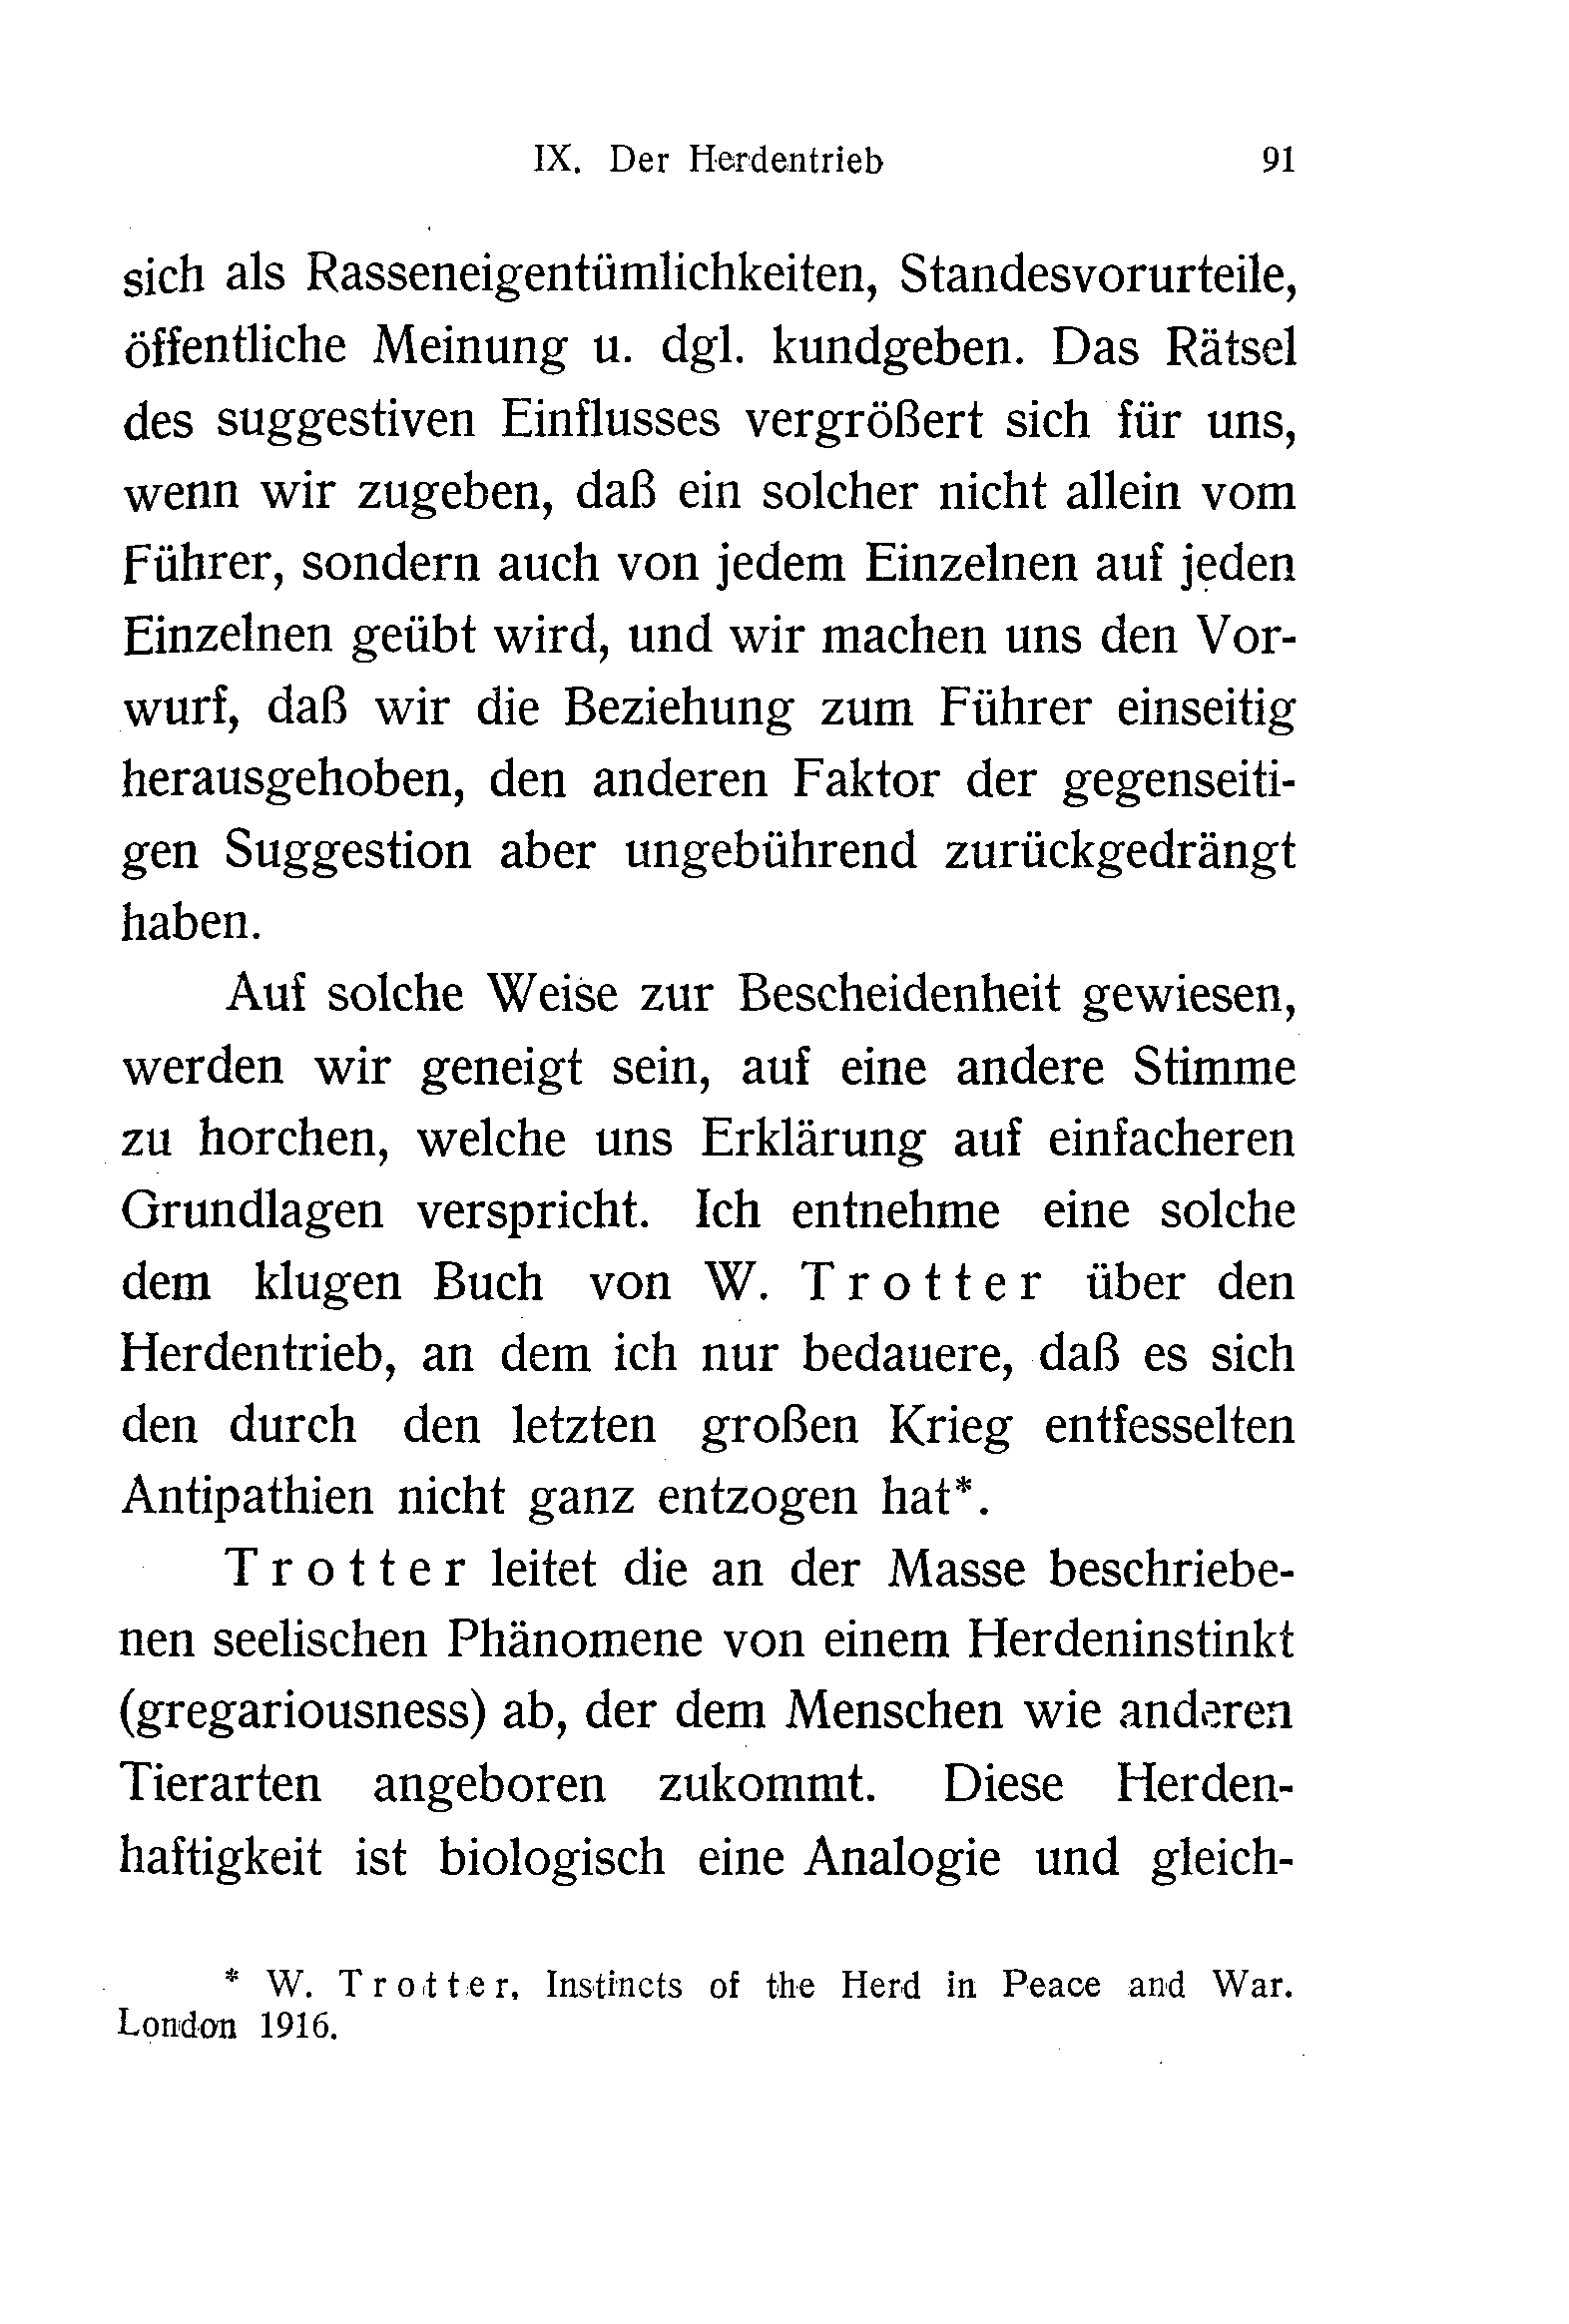 IX. Der Herdentrieb 91
sich als Rasseneigentümlichkeiten, Standesvorurteile,
öffentliche Meinung u. dgl. kundgeben. Das Rätsel
des suggestiven Einflusses vergrößert sich für uns,
wenn wir zugeben, daß ein solcher nicht allein vom
Führer, sondern auch von jedem Einzelnen auf jeden
Einzelnen geübt wird, und wir machen uns den Vor-
wurf, daß wir die Beziehung zum Führer einseitig
herausgehoben, den anderen Faktor der gegenseiti-
gen Suggestion aber ungebührend zurückgedrängt
haben.
Auf solche Weise zur Bescheidenheit gewiesen,
werden wir geneigt sein, auf eine andere Stimme
zu horchen, welche uns Erklärung auf einfacheren
Grundlagen verspricht. Ich entnehme eine solche
dem klugen Buch von W. Trotter über den
Herdentrieb, an dem ich nur bedauere, daß es sich
den durch den letzten großen Krieg entfesselten
Antipathien nicht ganz entzogen hat*.
Trotter leitet die an der Masse beschriebe-
nen seelischen Phänomene von einem Herdeninstinkt
(gregariousness) ab, der dem Menschen wie anderen
Tierarten angeboren zukommt. Diese Herden-
haftigkeit ist biologisch eine Analogie und gleich-
* W. Trotter, Instincts of the Herd in Peace and War.
London 1916.